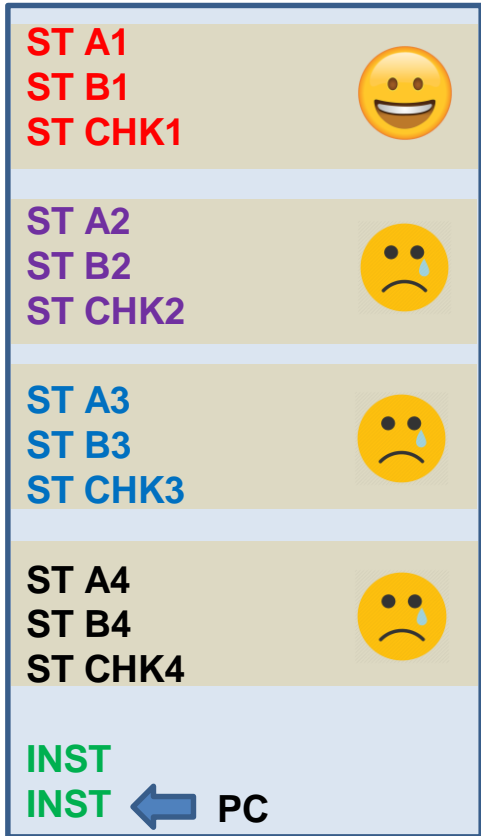 ST A1
ST B1
ST CHK1
ST A2
ST B2
ST CHK2
ST A3
ST B3
ST CHK3
ST A4
ST B4
ST CHK4
INST
INST PC